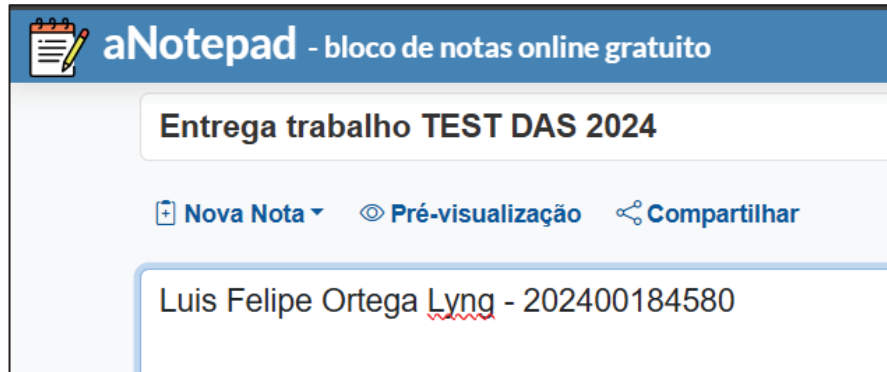 aNotepad - bloco de notas online gratuito
Entrega trabalho TEST DAS 2024
Nova Nota Pré-visualização Compartilhar
Luis Felipe Ortega Lyng - 202400184580